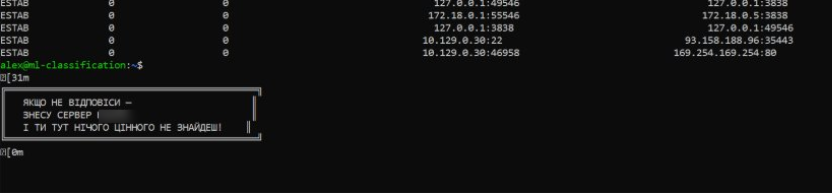 ESTAB 0 0 127.0.0.1:49546 127.0.0.1:3838
ESTAB 0 0 172.18.0.1:55546 172.18.0.5:3838
ESTAB 0 0 127.0.0.1:3838 127.0.0.1:49546
ESTAB 0 0 10.129.0.30:22 93.158.188.96:35443
ESTAB 0 0 10.129.0.30:46958 169.254.169.254:80
alex@ml-classification:~$
[31m
ЯКЩО НЕ ВІДПОВІСИ —
ЗНЕСУ СЕРВЕР
І ТИ ТУТ НІЧОГО ЦІННОГО НЕ ЗНАЙДЕШ!
[0m